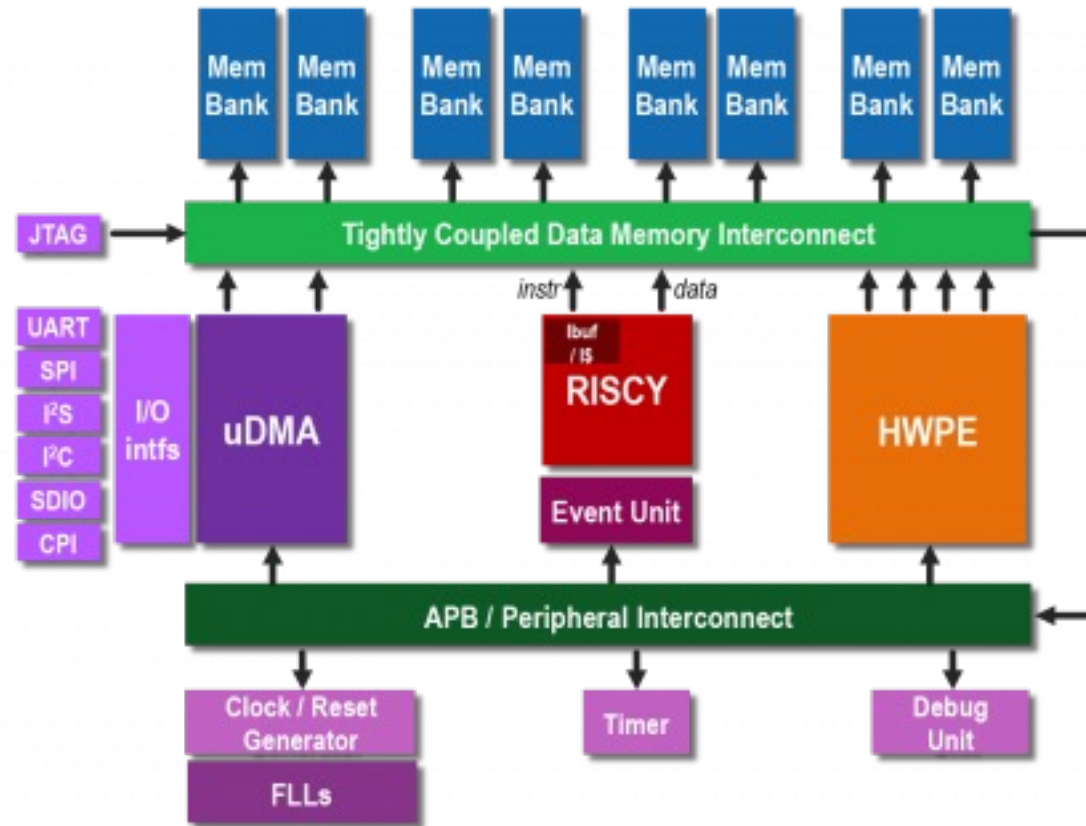 Mem Bank
Mem Bank
Mem Bank
Mem Bank
Mem Bank
Mem Bank
Mem Bank
Mem Bank
JTAG
Tightly Coupled Data Memory Interconnect
instr
data
UART
SPI
I²S
I²C
SDIO
CPI
I/O
intfs
uDMA
Ibuf
/ I$
RISCY
Event Unit
HWPE
APB / Peripheral Interconnect
Clock / Reset
Generator
FLLs
Timer
Debug
Unit